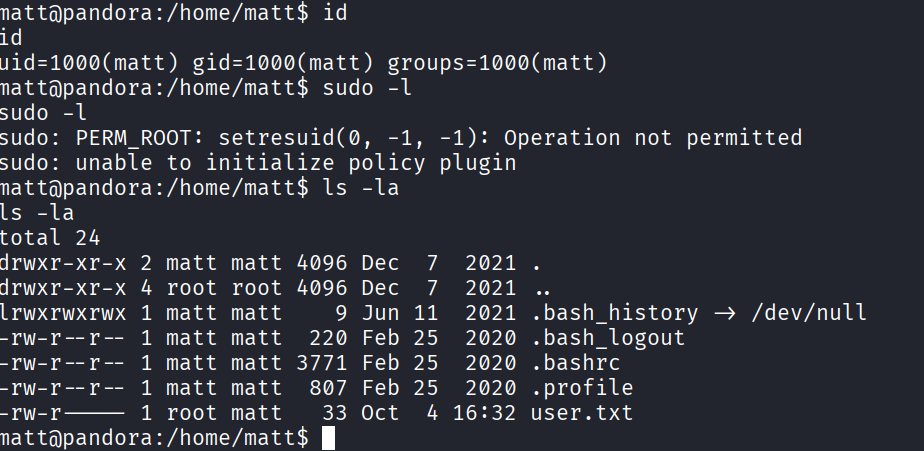 matt@pandora:/home/matt$ id
id
uid=1000(matt) gid=1000(matt) groups=1000(matt)
matt@pandora:/home/matt$ sudo -l
sudo -l
sudo: PERM_ROOT: setresuid(0, -1, -1): Operation not permitted
sudo: unable to initialize policy plugin
matt@pandora:/home/matt$ ls -la
ls -la
total 24
drwxr-xr-x 2 matt matt 4096 Dec  7  2021 .
drwxr-xr-x 4 root root 4096 Dec  7  2021 ..
lrwxrwxrwx 1 matt matt    9 Jun 11  2021 .bash_history -> /dev/null
-rw-r--r-- 1 matt matt  220 Feb 25  2020 .bash_logout
-rw-r--r-- 1 matt matt 3771 Feb 25  2020 .bashrc
-rw-r--r-- 1 matt matt  807 Feb 25  2020 .profile
-rw-r----- 1 root matt   33 Oct  4 16:32 user.txt
matt@pandora:/home/matt$